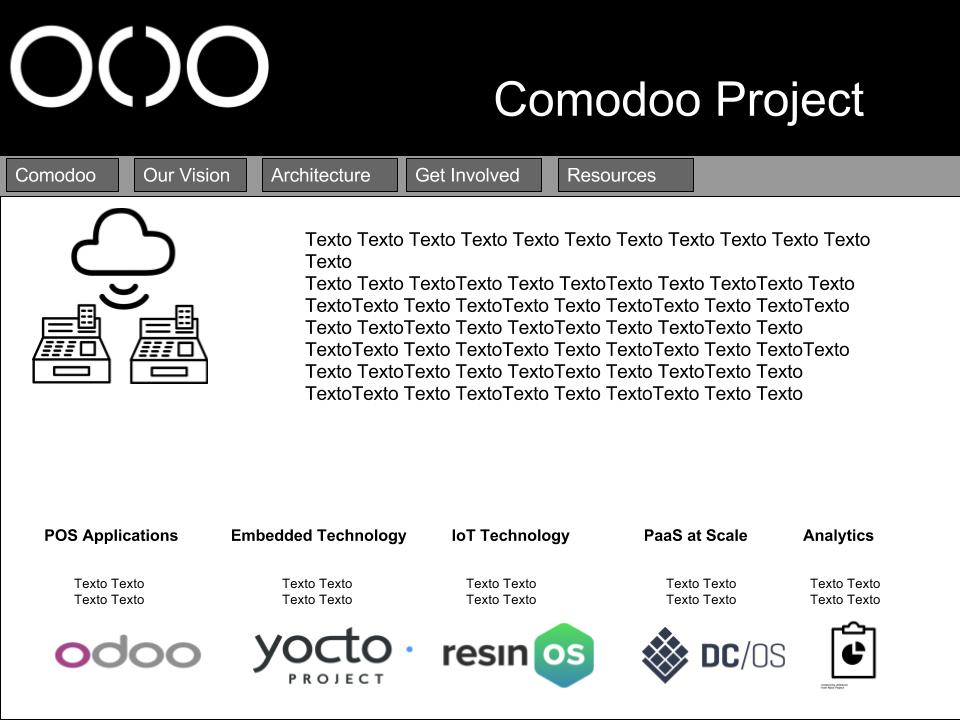 Comodoo Project
Comodoo
Our Vision
Architecture
Get Involved
Resources
Texto Texto Texto Texto Texto Texto Texto Texto Texto Texto Texto
Texto
Texto Texto TextoTexto Texto TextoTexto Texto TextoTexto Texto
TextoTexto Texto TextoTexto Texto TextoTexto Texto TextoTexto
Texto TextoTexto Texto TextoTexto Texto TextoTexto Texto
TextoTexto Texto TextoTexto Texto TextoTexto Texto TextoTexto
Texto TextoTexto Texto TextoTexto Texto TextoTexto Texto
TextoTexto Texto TextoTexto Texto TextoTexto Texto Texto
POS Applications
Embedded Technology
IoT Technology
PaaS at Scale
Analytics
Texto Texto
Texto Texto
Texto Texto
Texto Texto
Texto Texto
Texto Texto
Texto Texto
Texto Texto
Texto Texto
Texto Texto
odoo
yocto
PROJECT
resin OS
DC/OS